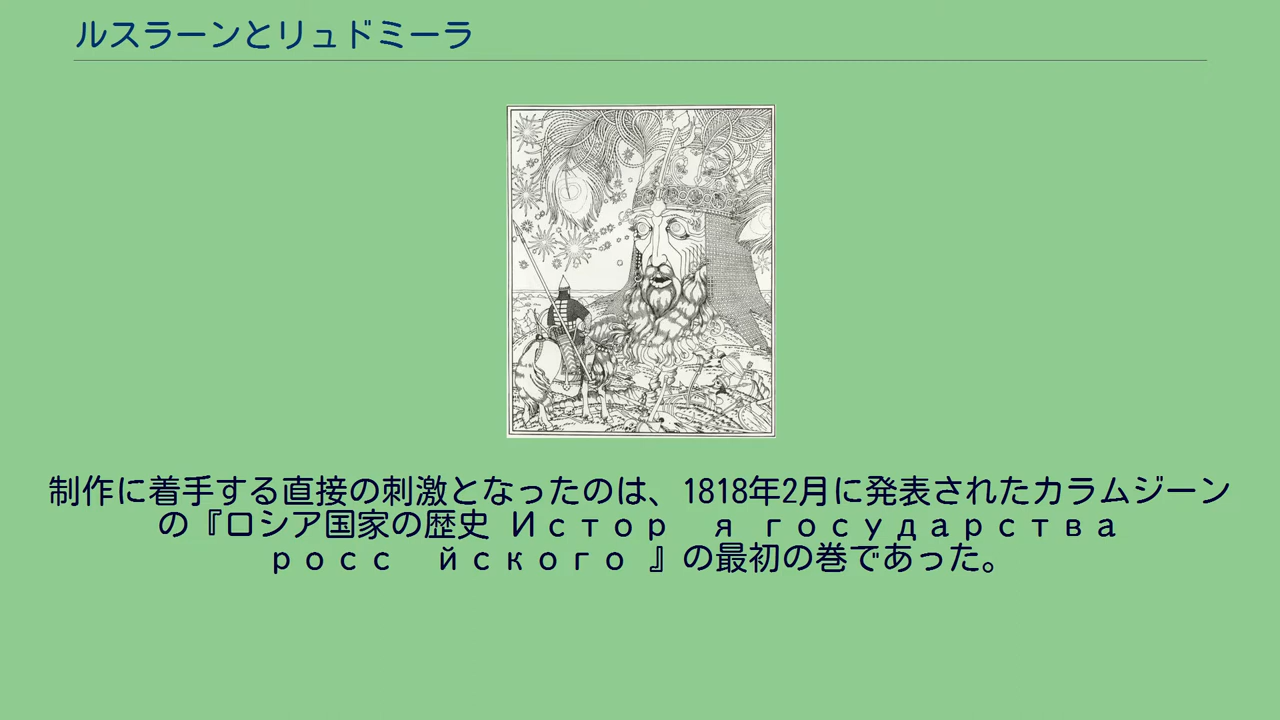 ルスラーンとリュドミーラ
制作に着手する直接の刺激となったのは、1818年2月に発表されたカラムジーン
の『ロシア国家の歴史 Истор я государства
росс йского 』の最初の巻であった。